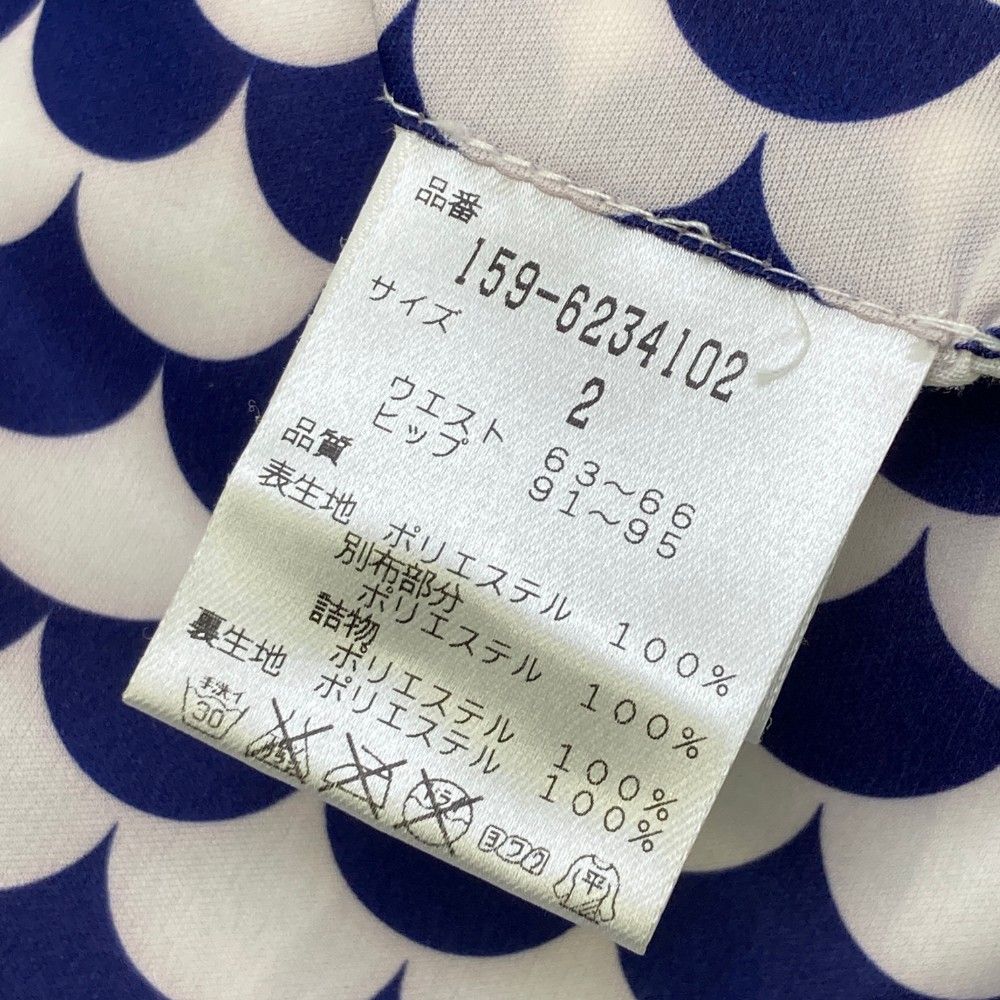 品番
159-6234102
サイズ
2
ウエスト 63〜66
ヒップ 91〜95
品質
表生地 ポリエステル 100%
別布部分
ポリエステル 100%
詰物
ポリエステル 100%
裏生地 ポリエステル 100%
手洗イ
30
ヨワク
平